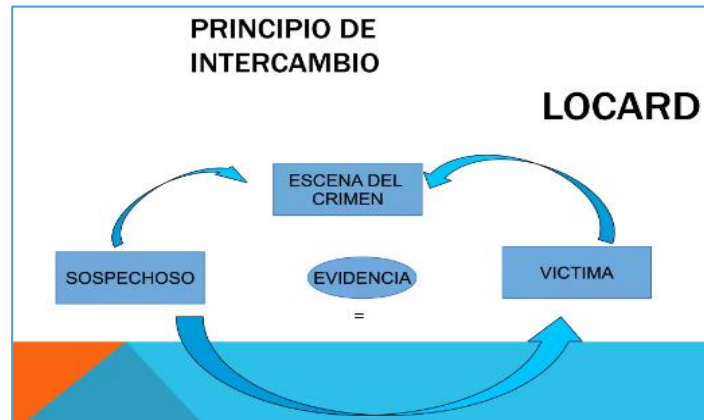 PRINCIPIO DE
INTERCAMBIO
LOCARD
ESCENA DEL
CRIMEN
SOSPECHOSO
EVIDENCIA
VICTIMA
=